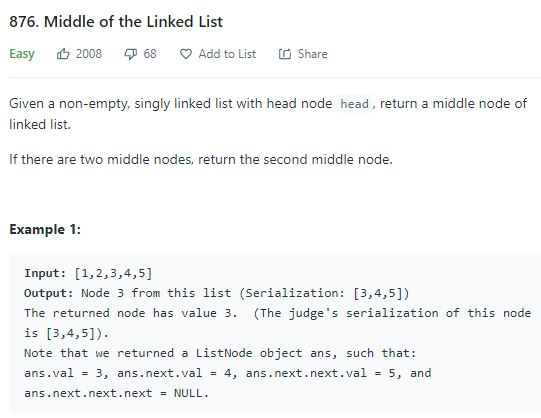 876. Middle of the Linked List
Easy 2008 68 Add to List Share
Given a non-empty, singly linked list with head node head, return a middle node of
linked list.
If there are two middle nodes, return the second middle node.
Example 1:
Input: [1,2,3,4,5]
Output: Node 3 from this list (Serialization: [3,4,5])
The returned node has value 3.  (The judge's serialization of this node
is [3,4,5]).
Note that we returned a ListNode object ans, such that:
ans.val = 3, ans.next.val = 4, ans.next.next.val = 5, and
ans.next.next.next = NULL.